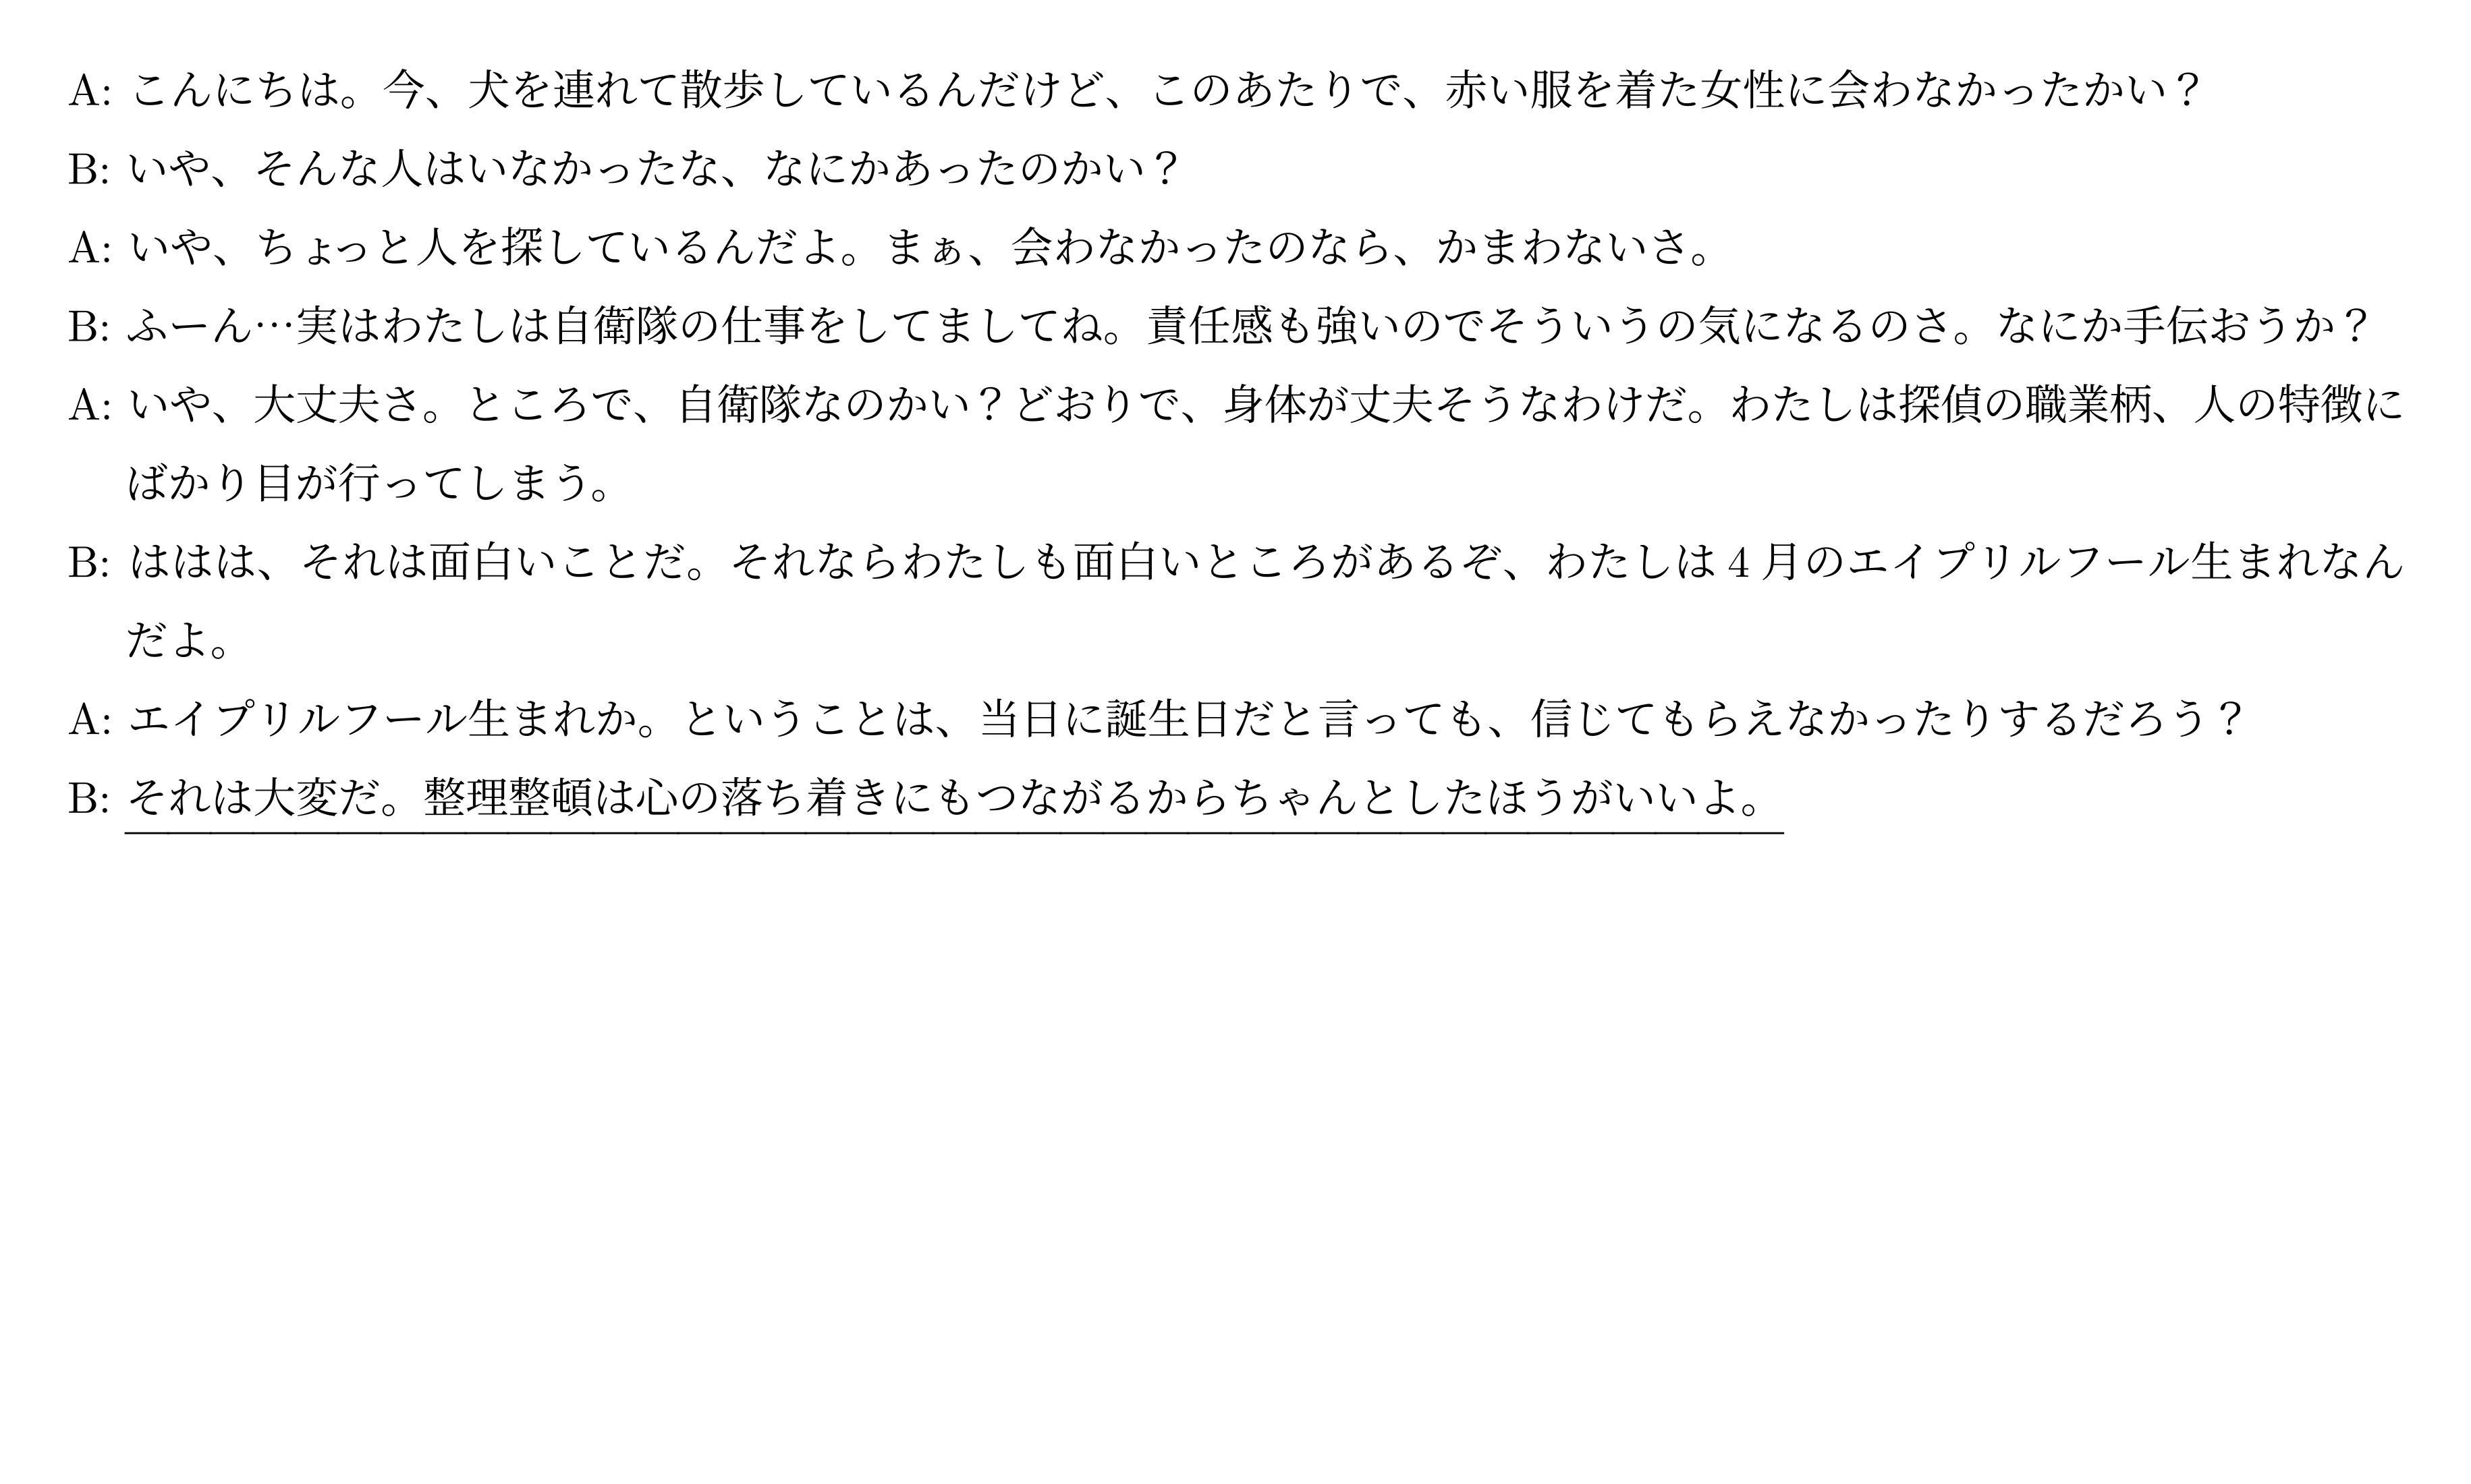 A: こんにちは。今、犬を連れて散歩しているんだけど、このあたりで、赤い服を着た女性に会わなかったかい？
B: いや、そんな人はいなかったな、なにかあったのかい？
A: いや、ちょっと人を探しているんだよ。まぁ、会わなかったのなら、かまわないさ。
B: ふーん…実はわたしは自衛隊の仕事をしてましてね。責任感も強いのでそういうの気になるのさ。なにか手伝おうか？
A: いや、大丈夫さ。ところで、自衛隊なのかい？どおりで、身体が丈夫そうなわけだ。わたしは探偵の職業柄、人の特徴に
ばかり目が行ってしまう。
B: ははは、それは面白いことだ。それならわたしも面白いところがあるぞ、わたしは 4 月のエイプリルフール生まれなん
だよ。
A: エイプリルフール生まれか。ということは、当日に誕生日だと言っても、信じてもらえなかったりするだろう？
B: それは大変だ。整理整頓は心の落ち着きにもつながるからちゃんとしたほうがいいよ。